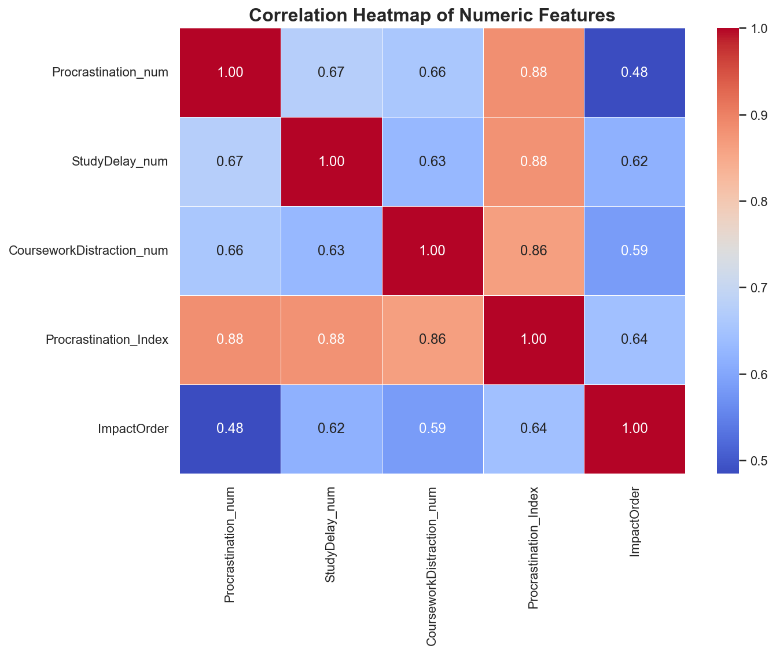 Correlation Heatmap of Numeric Features
Procrastination_num 1.00 0.67 0.66 0.88 0.48
StudyDelay_num 0.67 1.00 0.63 0.88 0.62
CourseworkDistraction_num 0.66 0.63 1.00 0.86 0.59
Procrastination_Index 0.88 0.88 0.86 1.00 0.64
ImpactOrder 0.48 0.62 0.59 0.64 1.00
Procrastination_num
StudyDelay_num
CourseworkDistraction_num
Procrastination_Index
ImpactOrder
1.0
0.9
0.8
0.7
0.6
0.5